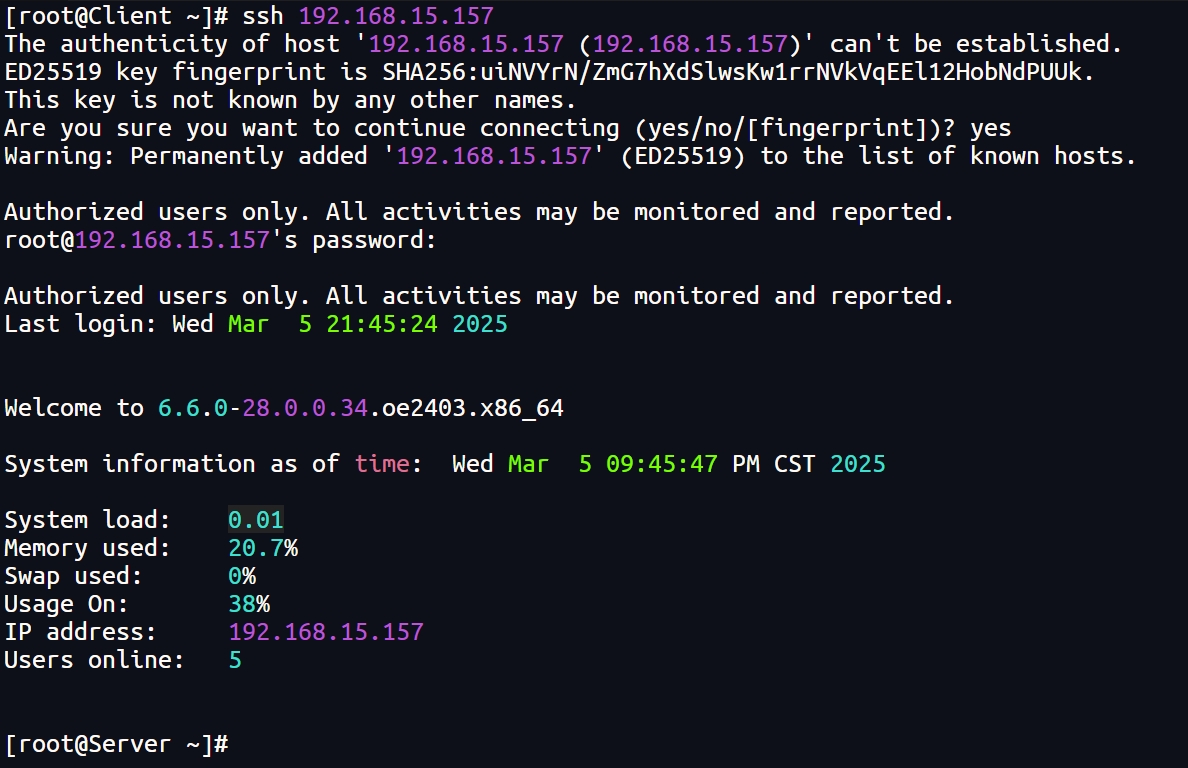 [root@Client ~]# ssh 192.168.15.157
The authenticity of host '192.168.15.157 (192.168.15.157)' can't be established.
ED25519 key fingerprint is SHA256:uiNVYrN/ZmG7hXdSlwsKw1rrNVkVqEEl12HobNdPUUk.
This key is not known by any other names.
Are you sure you want to continue connecting (yes/no/[fingerprint])? yes
Warning: Permanently added '192.168.15.157' (ED25519) to the list of known hosts.
Authorized users only. All activities may be monitored and reported.
root@192.168.15.157's password:
Authorized users only. All activities may be monitored and reported.
Last login: Wed Mar  5 21:45:24 2025
Welcome to 6.6.0-28.0.0.34.oe2403.x86_64
System information as of time:  Wed Mar  5 09:45:47 PM CST 2025
System load:    0.01
Memory used:    20.7%
Swap used:      0%
Usage On:       38%
IP address:     192.168.15.157
Users online:   5
[root@Server ~]#